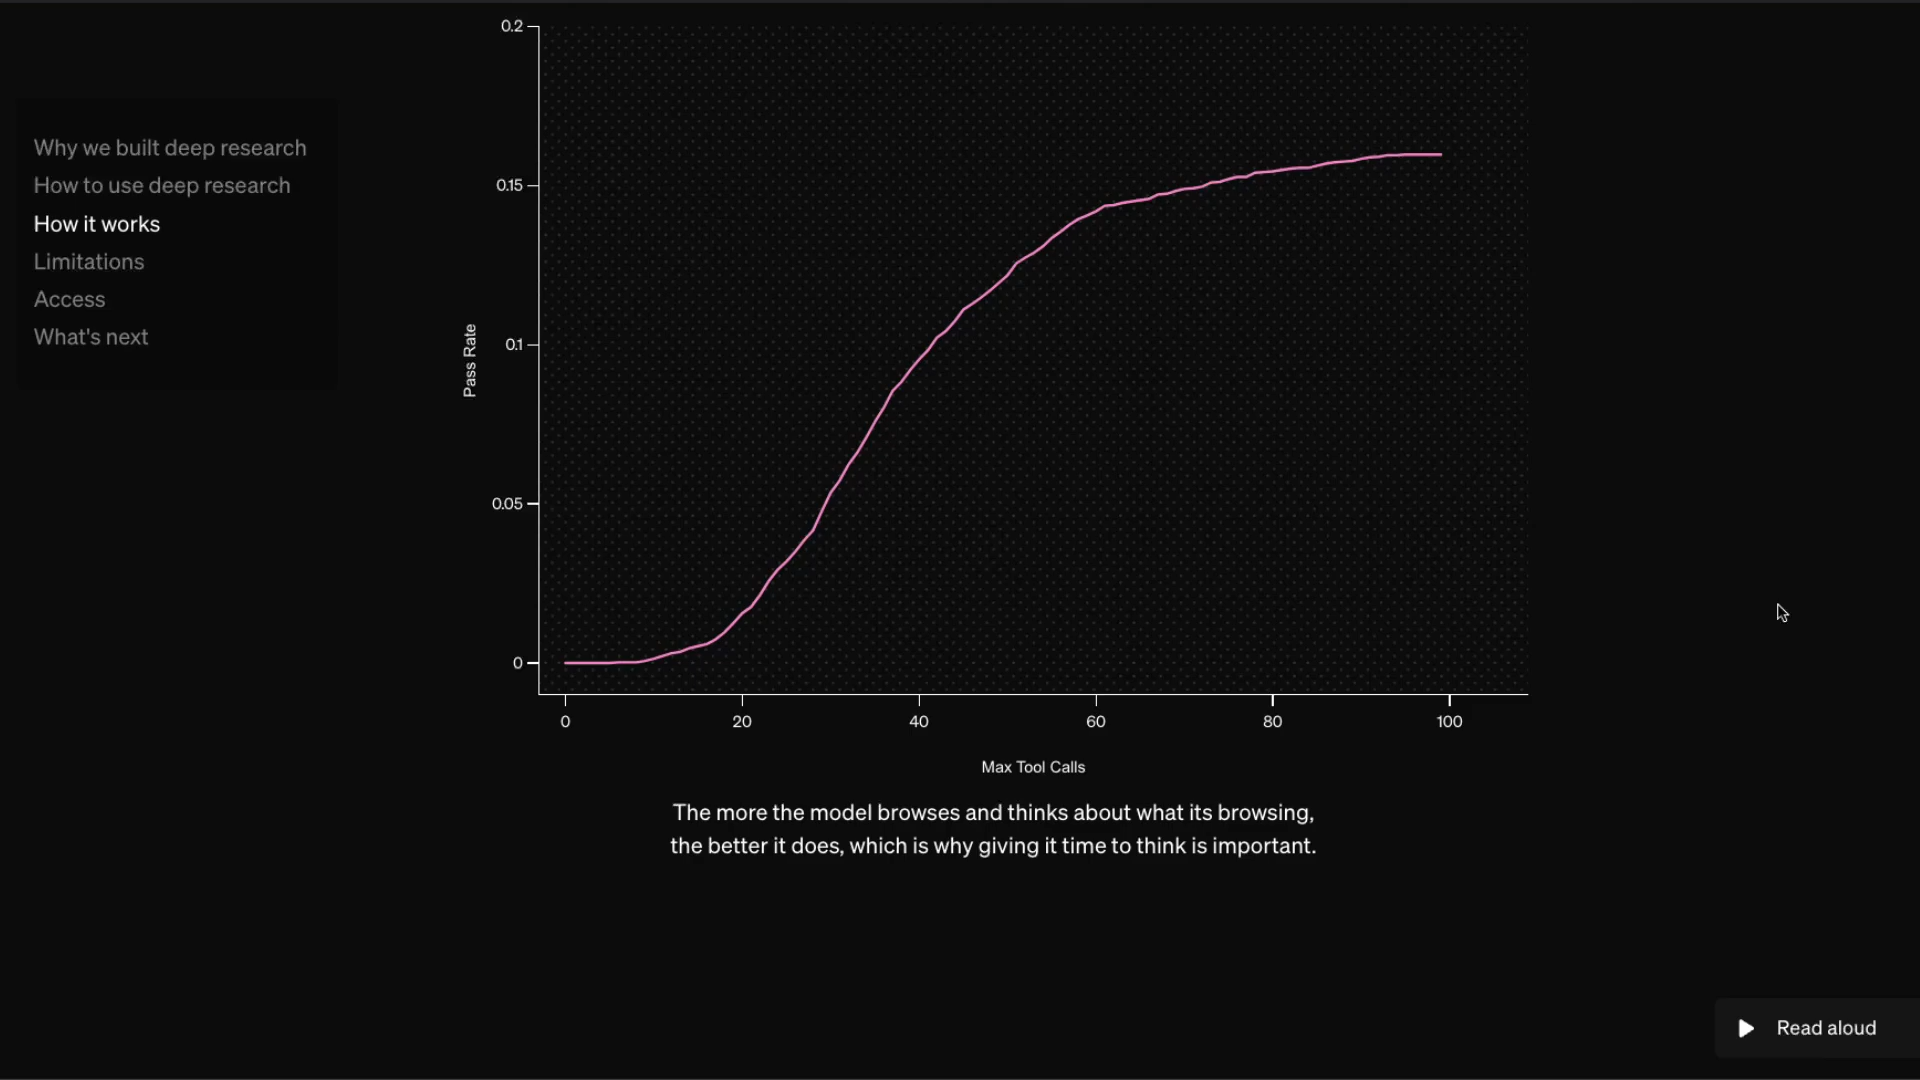 Why we built deep research
How to use deep research
How it works
Limitations
Access
What's next
0.2
0.15
0.1
0.05
0
Pass Rate
0 20 40 60 80 100
Max Tool Calls
The more the model browses and thinks about what its browsing,
the better it does, which is why giving it time to think is important.
Read aloud